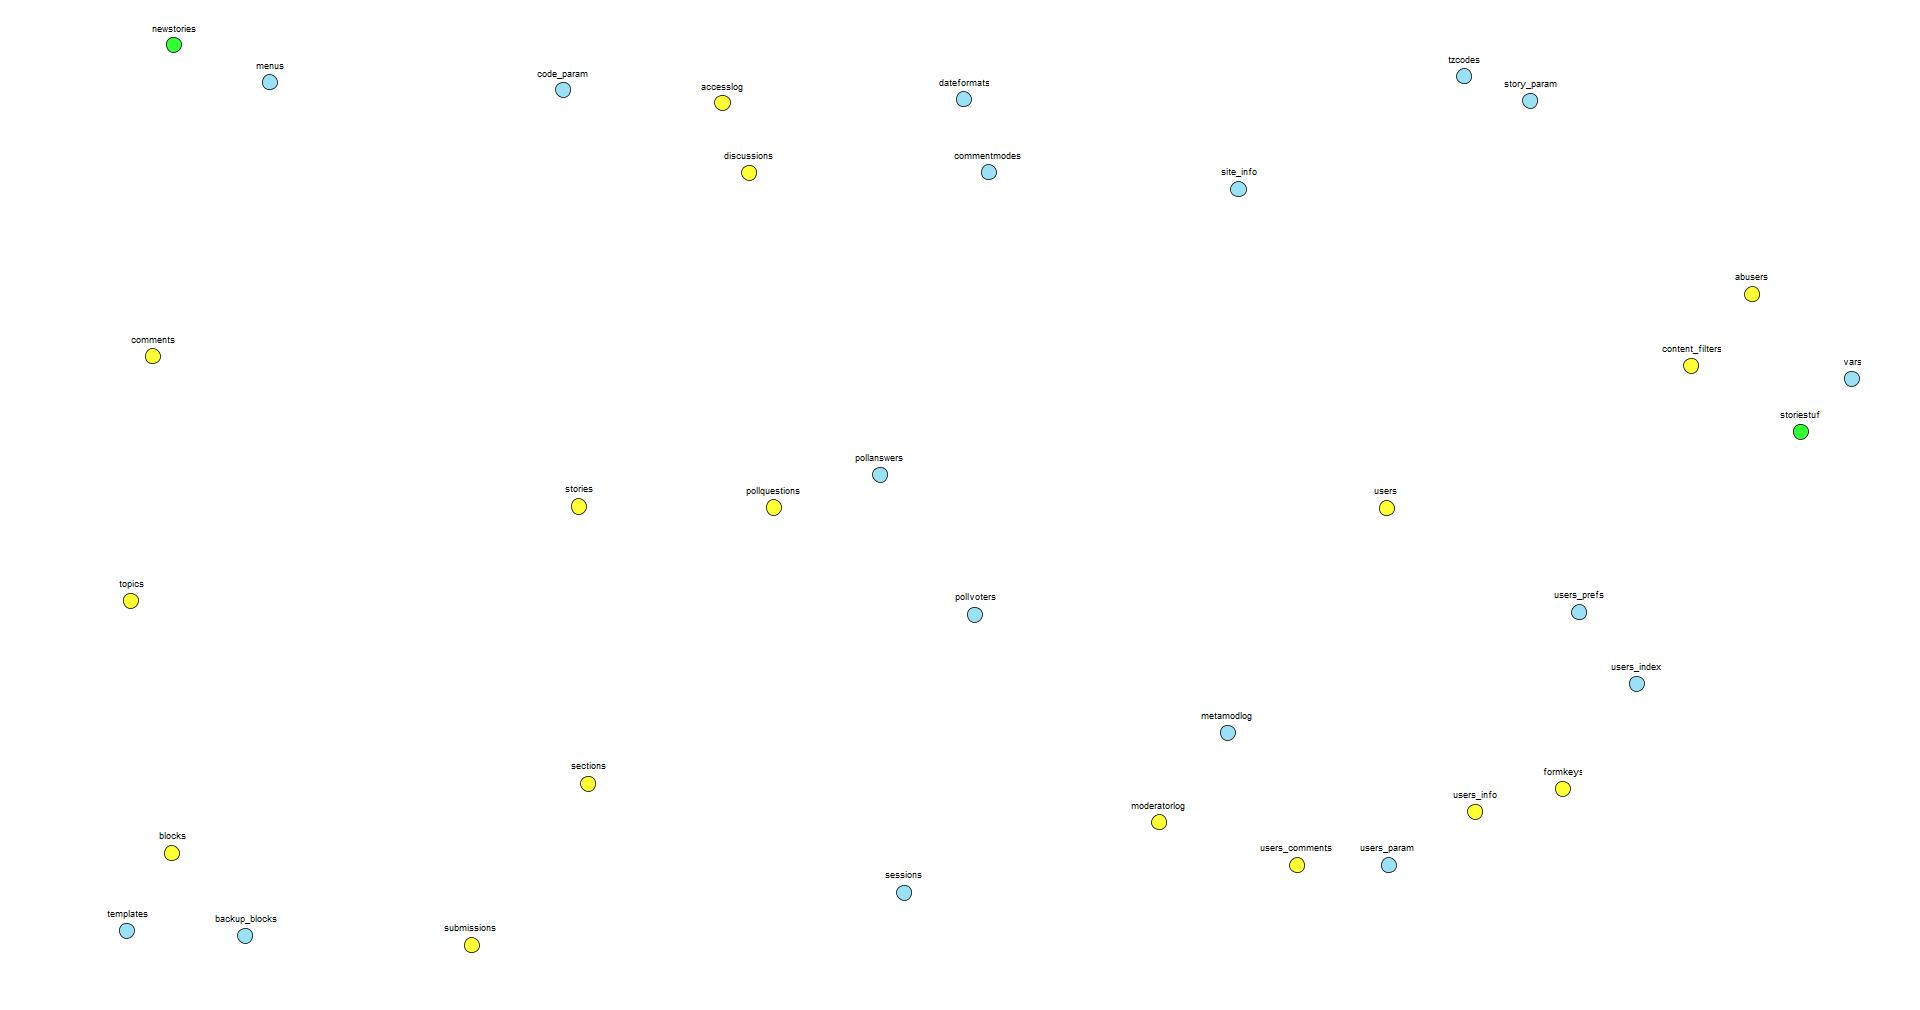 newstories
menus
code_param
accesslog
dateformats
tzcodes
story_param
discussions
commentmodes
site_info
abusers
comments
content_filters
vars
storiestuf
pollanswers
stories
pollquestions
users
topics
pollvoters
users_prefs
users_index
metamodlog
sections
formkeys
users_info
moderatorlog
blocks
users_comments
users_param
sessions
templates
backup_blocks
submissions